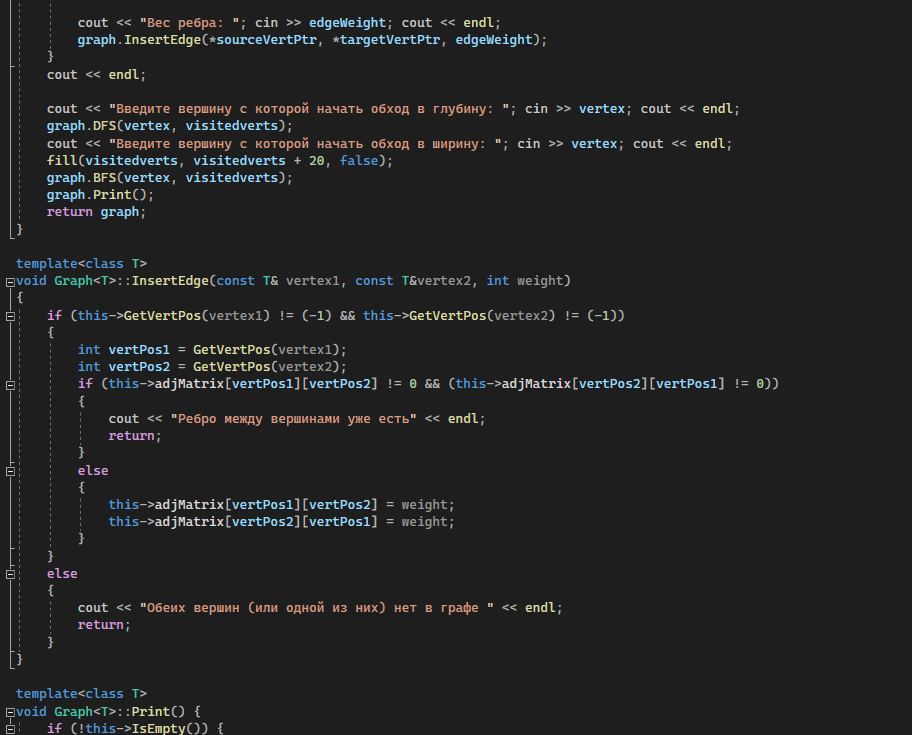 cout << "Вес ребра: "; cin >> edgeWeight; cout << endl;
graph.InsertEdge(*sourceVertPtr, *targetVertPtr, edgeWeight);
}
cout << endl;
cout << "Введите вершину с которой начать обход в глубину: "; cin >> vertex; cout << endl;
graph.DFS(vertex, visitedverts);
cout << "Введите вершину с которой начать обход в ширину: "; cin >> vertex; cout << endl;
fill(visitedverts, visitedverts + 20, false);
graph.BFS(vertex, visitedverts);
graph.Print();
return graph;
}
template<class T>
void Graph<T>::InsertEdge(const T& vertex1, const T&vertex2, int weight)
{
if (this->GetVertPos(vertex1) != (-1) && this->GetVertPos(vertex2) != (-1))
{
int vertPos1 = GetVertPos(vertex1);
int vertPos2 = GetVertPos(vertex2);
if (this->adjMatrix[vertPos1][vertPos2] != 0 && (this->adjMatrix[vertPos2][vertPos1] != 0))
{
cout << "Ребро между вершинами уже есть" << endl;
return;
}
else
{
this->adjMatrix[vertPos1][vertPos2] = weight;
this->adjMatrix[vertPos2][vertPos1] = weight;
}
}
else
{
cout << "Обеих вершин (или одной из них) нет в графе " << endl;
return;
}
}
template<class T>
void Graph<T>::Print() {
if (!this->IsEmpty()) {